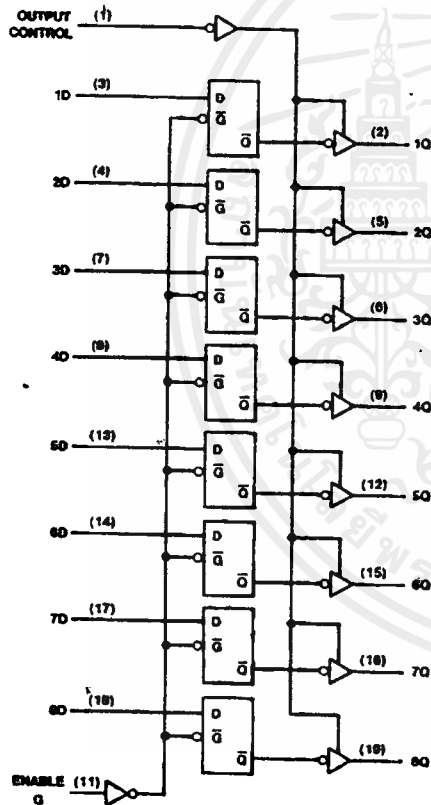 OUTPUT
CONTROL (1)
1D (3) D
G
Q (2) 1Q
2D (4) D
G
Q (5) 2Q
3D (7) D
G
Q (6) 3Q
4D (8) D
G
Q (9) 4Q
5D (13) D
G
Q (12) 5Q
6D (14) D
G
Q (15) 6Q
7D (17) D
G
Q (16) 7Q
8D (18) D
G
Q (19) 8Q
ENABLE (11)
G